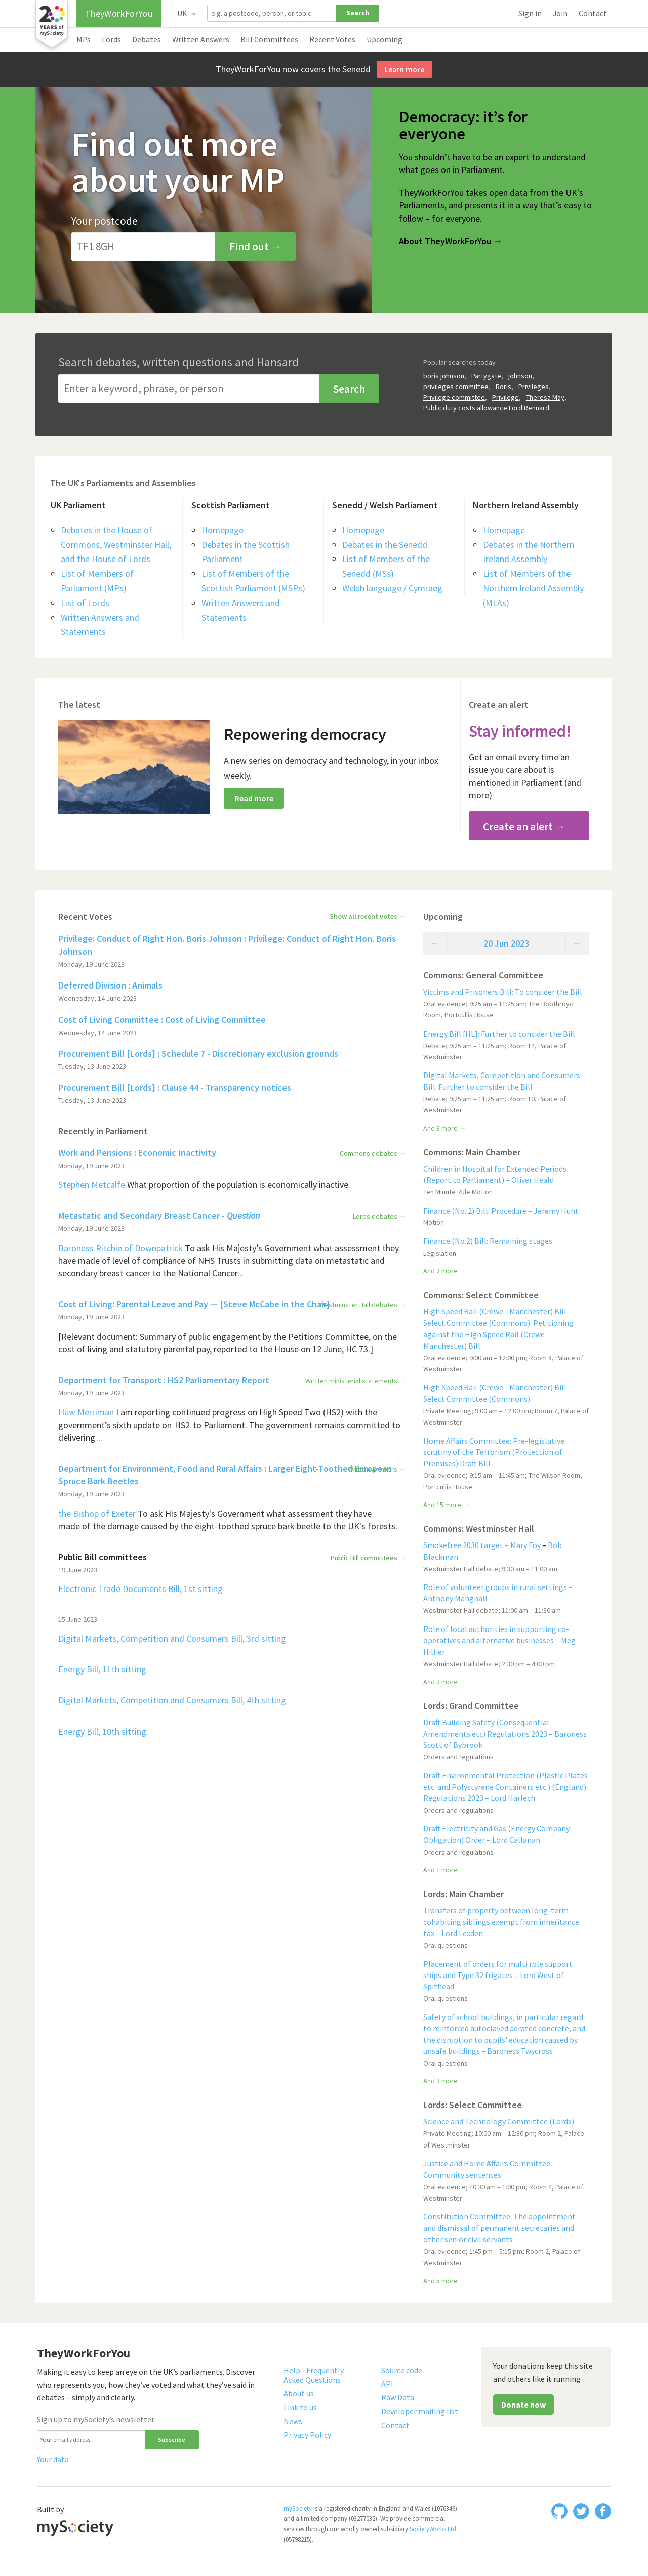 20
YEARS of
mySociety
TheyWorkForYou
UK
e.g. a postcode, person, or topic
Search
Sign in
Join
Contact
MPs
Lords
Debates
Written Answers
Bill Committees
Recent Votes
Upcoming
TheyWorkForYou now covers the Senedd
Learn more
Find out more
about your MP
Your postcode
TF1 8GH
Find out →
Democracy: it's for
everyone
You shouldn't have to be an expert to understand
what goes on in Parliament.
TheyWorkForYou takes open data from the UK's
Parliaments, and presents it in a way that's easy to
follow – for everyone.
About TheyWorkForYou →
Search debates, written questions and Hansard
Enter a keyword, phrase, or person
Search
Popular searches today
boris johnson, Partygate, johnson,
privileges committee, Boris, Privileges,
Privilege committee, Privilege, Theresa May,
Public duty costs allowance Lord Rennard
The UK's Parliaments and Assemblies
UK Parliament
Debates in the House of
Commons, Westminster Hall,
and the House of Lords
List of Members of
Parliament (MPs)
List of Lords
Written Answers and
Statements
Scottish Parliament
Homepage
Debates in the Scottish
Parliament
List of Members of the
Scottish Parliament (MSPs)
Written Answers and
Statements
Senedd / Welsh Parliament
Homepage
Debates in the Senedd
List of Members of the
Senedd (MSs)
Welsh language / Cymraeg
Northern Ireland Assembly
Homepage
Debates in the Northern
Ireland Assembly
List of Members of the
Northern Ireland Assembly
(MLAs)
The latest
Repowering democracy
A new series on democracy and technology, in your inbox
weekly.
Read more
Create an alert
Stay informed!
Get an email every time an
issue you care about is
mentioned in Parliament (and
more)
Create an alert →
Recent Votes
Show all recent votes →
Privilege: Conduct of Right Hon. Boris Johnson : Privilege: Conduct of Right Hon. Boris
Johnson
Monday, 19 June 2023
Deferred Division : Animals
Wednesday, 14 June 2023
Cost of Living Committee : Cost of Living Committee
Wednesday, 14 June 2023
Procurement Bill [Lords] : Schedule 7 - Discretionary exclusion grounds
Tuesday, 13 June 2023
Procurement Bill [Lords] : Clause 44 - Transparency notices
Tuesday, 13 June 2023
Recently in Parliament
Work and Pensions : Economic Inactivity
Commons debates →
Monday, 19 June 2023
Stephen Metcalfe What proportion of the population is economically inactive.
Metastatic and Secondary Breast Cancer - Question
Lords debates →
Monday, 19 June 2023
Baroness Ritchie of Downpatrick To ask His Majesty's Government what assessment they
have made of level of compliance of NHS Trusts in submitting data on metastatic and
secondary breast cancer to the National Cancer...
Cost of Living: Parental Leave and Pay — [Steve McCabe in the Chair]
Westminster Hall debates →
Monday, 19 June 2023
[Relevant document: Summary of public engagement by the Petitions Committee, on the
cost of living and statutory parental pay, reported to the House on 12 June, HC 73.]
Department for Transport : HS2 Parliamentary Report
Written ministerial statements →
Monday, 19 June 2023
Huw Merriman I am reporting continued progress on High Speed Two (HS2) with the
government's sixth update on HS2 to Parliament. The government remains committed to
delivering...
Department for Environment, Food and Rural Affairs : Larger Eight-Toothed European
Spruce Bark Beetles
Monday, 19 June 2023
the Bishop of Exeter To ask His Majesty's Government what assessment they have
made of the damage caused by the eight-toothed spruce bark beetle to the UK's forests.
Public Bill committees
Public Bill committees →
19 June 2023
Electronic Trade Documents Bill, 1st sitting
15 June 2023
Digital Markets, Competition and Consumers Bill, 3rd sitting
Energy Bill, 11th sitting
Digital Markets, Competition and Consumers Bill, 4th sitting
Energy Bill, 10th sitting
Upcoming
← 20 Jun 2023 →
Commons: General Committee
Victims and Prisoners Bill: To consider the Bill
Oral evidence; 9:25 am – 11:25 am; The Boothroyd
Room, Portcullis House
Energy Bill [HL]: Further to consider the Bill
Debate; 9:25 am – 11:25 am; Room 14, Palace of
Westminster
Digital Markets, Competition and Consumers
Bill: Further to consider the Bill
Debate; 9:25 am – 11:25 am; Room 10, Palace of
Westminster
And 3 more →
Commons: Main Chamber
Children in Hospital for Extended Periods
(Report to Parliament) – Oliver Heald
Ten Minute Rule Motion
Finance (No. 2) Bill: Procedure – Jeremy Hunt
Motion
Finance (No.2) Bill: Remaining stages
Legislation
And 2 more →
Commons: Select Committee
High Speed Rail (Crewe - Manchester) Bill
Select Committee (Commons): Petitioning
against the High Speed Rail (Crewe -
Manchester) Bill
Oral evidence; 9:00 am – 12:00 pm; Room 8, Palace of
Westminster
High Speed Rail (Crewe - Manchester) Bill
Select Committee (Commons)
Private Meeting; 9:00 am – 12:00 pm; Room 7, Palace of
Westminster
Home Affairs Committee: Pre-legislative
scrutiny of the Terrorism (Protection of
Premises) Draft Bill
Oral evidence; 9:15 am – 11:45 am; The Wilson Room,
Portcullis House
And 15 more →
Commons: Westminster Hall
Smokefree 2030 target – Mary Foy – Bob
Blackman
Westminster Hall debate; 9:30 am – 11:00 am
Role of volunteer groups in rural settings –
Anthony Mangnall
Westminster Hall debate; 11:00 am – 11:30 am
Role of local authorities in supporting co-
operatives and alternative businesses – Meg
Hillier
Westminster Hall debate; 2:30 pm – 4:00 pm
And 2 more →
Lords: Grand Committee
Draft Building Safety (Consequential
Amendments etc) Regulations 2023 – Baroness
Scott of Bybrook
Orders and regulations
Draft Environmental Protection (Plastic Plates
etc. and Polystyrene Containers etc.) (England)
Regulations 2023 – Lord Harlech
Orders and regulations
Draft Electricity and Gas (Energy Company
Obligation) Order – Lord Callanan
Orders and regulations
And 1 more →
Lords: Main Chamber
Transfers of property between long-term
cohabiting siblings exempt from inheritance
tax – Lord Lexden
Oral questions
Placement of orders for multi role support
ships and Type 32 frigates – Lord West of
Spithead
Oral questions
Safety of school buildings, in particular regard
to reinforced autoclaved aerated concrete, and
the disruption to pupils' education caused by
unsafe buildings – Baroness Twycross
Oral questions
And 3 more →
Lords: Select Committee
Science and Technology Committee (Lords)
Private Meeting; 10:00 am – 12:30 pm; Room 2, Palace
of Westminster
Justice and Home Affairs Committee:
Community sentences
Oral evidence; 10:30 am – 1:00 pm; Room 4, Palace of
Westminster
Constitution Committee: The appointment
and dismissal of permanent secretaries and
other senior civil servants
Oral evidence; 1:45 pm – 5:15 pm; Room 2, Palace of
Westminster
And 5 more →
TheyWorkForYou
Making it easy to keep an eye on the UK's parliaments. Discover
who represents you, how they've voted and what they've said in
debates – simply and clearly.
Sign up to mySociety's newsletter
Your email address
Subscribe
Your data
Help - Frequently
Asked Questions
About us
Link to us
News
Privacy Policy
Source code
API
Raw Data
Developer mailing list
Contact
Your donations keep this site
and others like it running
Donate now
Built by
mySociety
mySociety is a registered charity in England and Wales (1076346)
and a limited company (03277032). We provide commercial
services through our wholly owned subsidiary SocietyWorks Ltd
(05798215).